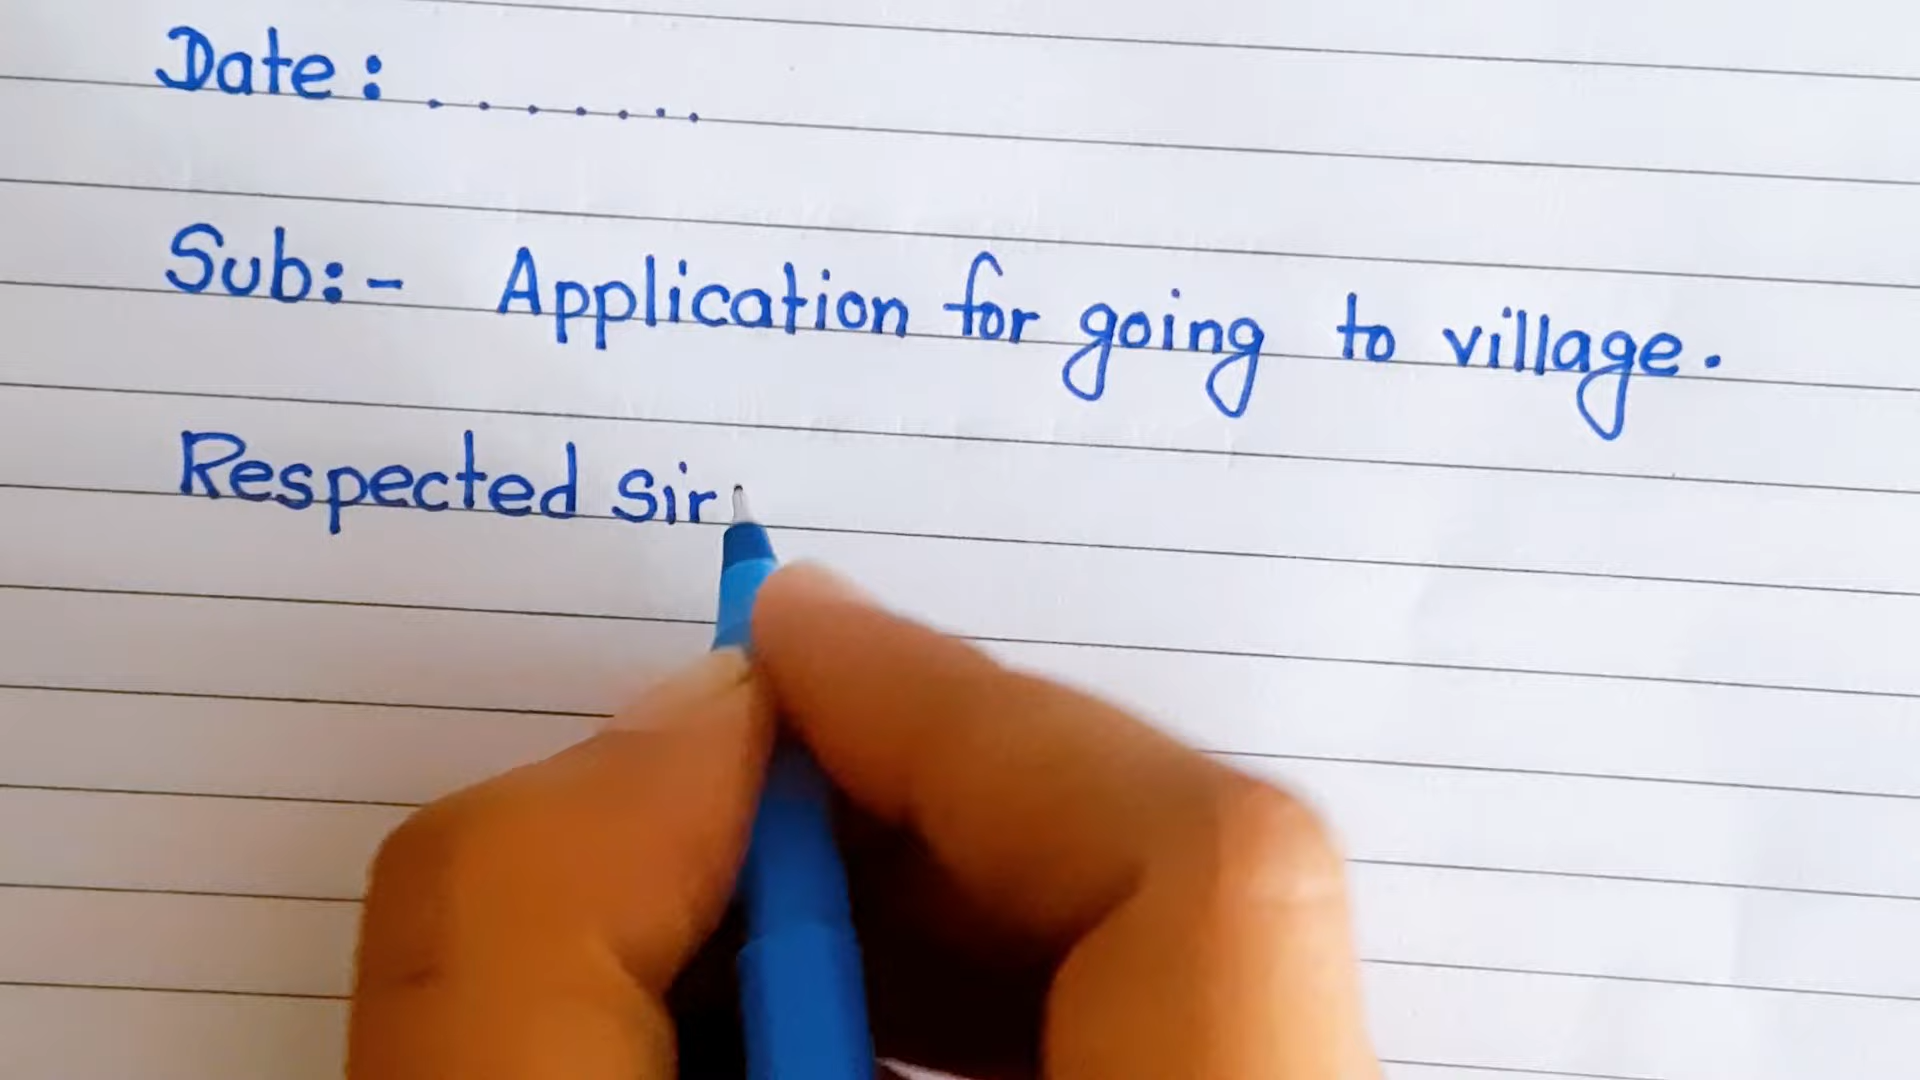 Date: .......
Sub:- Application for going to village.
Respected Sir